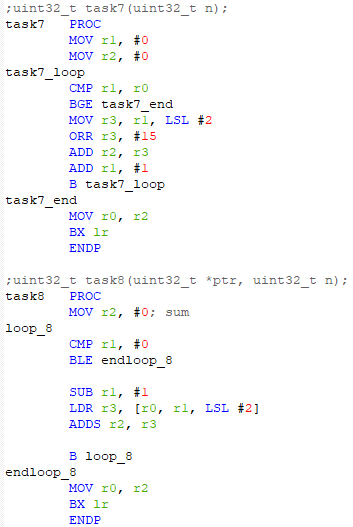 ;uint32_t task7(uint32_t n);
task7 PROC
MOV r1, #0
MOV r2, #0
task7_loop
CMP r1, r0
BGE task7_end
MOV r3, r1, LSL #2
ORR r3, #15
ADD r2, r3
ADD r1, #1
B task7_loop
task7_end
MOV r0, r2
BX lr
ENDP
;uint32_t task8(uint32_t *ptr, uint32_t n);
task8 PROC
MOV r2, #0; sum
loop_8
CMP r1, #0
BLE endloop_8
SUB r1, #1
LDR r3, [r0, r1, LSL #2]
ADDS r2, r3
B loop_8
endloop_8
MOV r0, r2
BX lr
ENDP